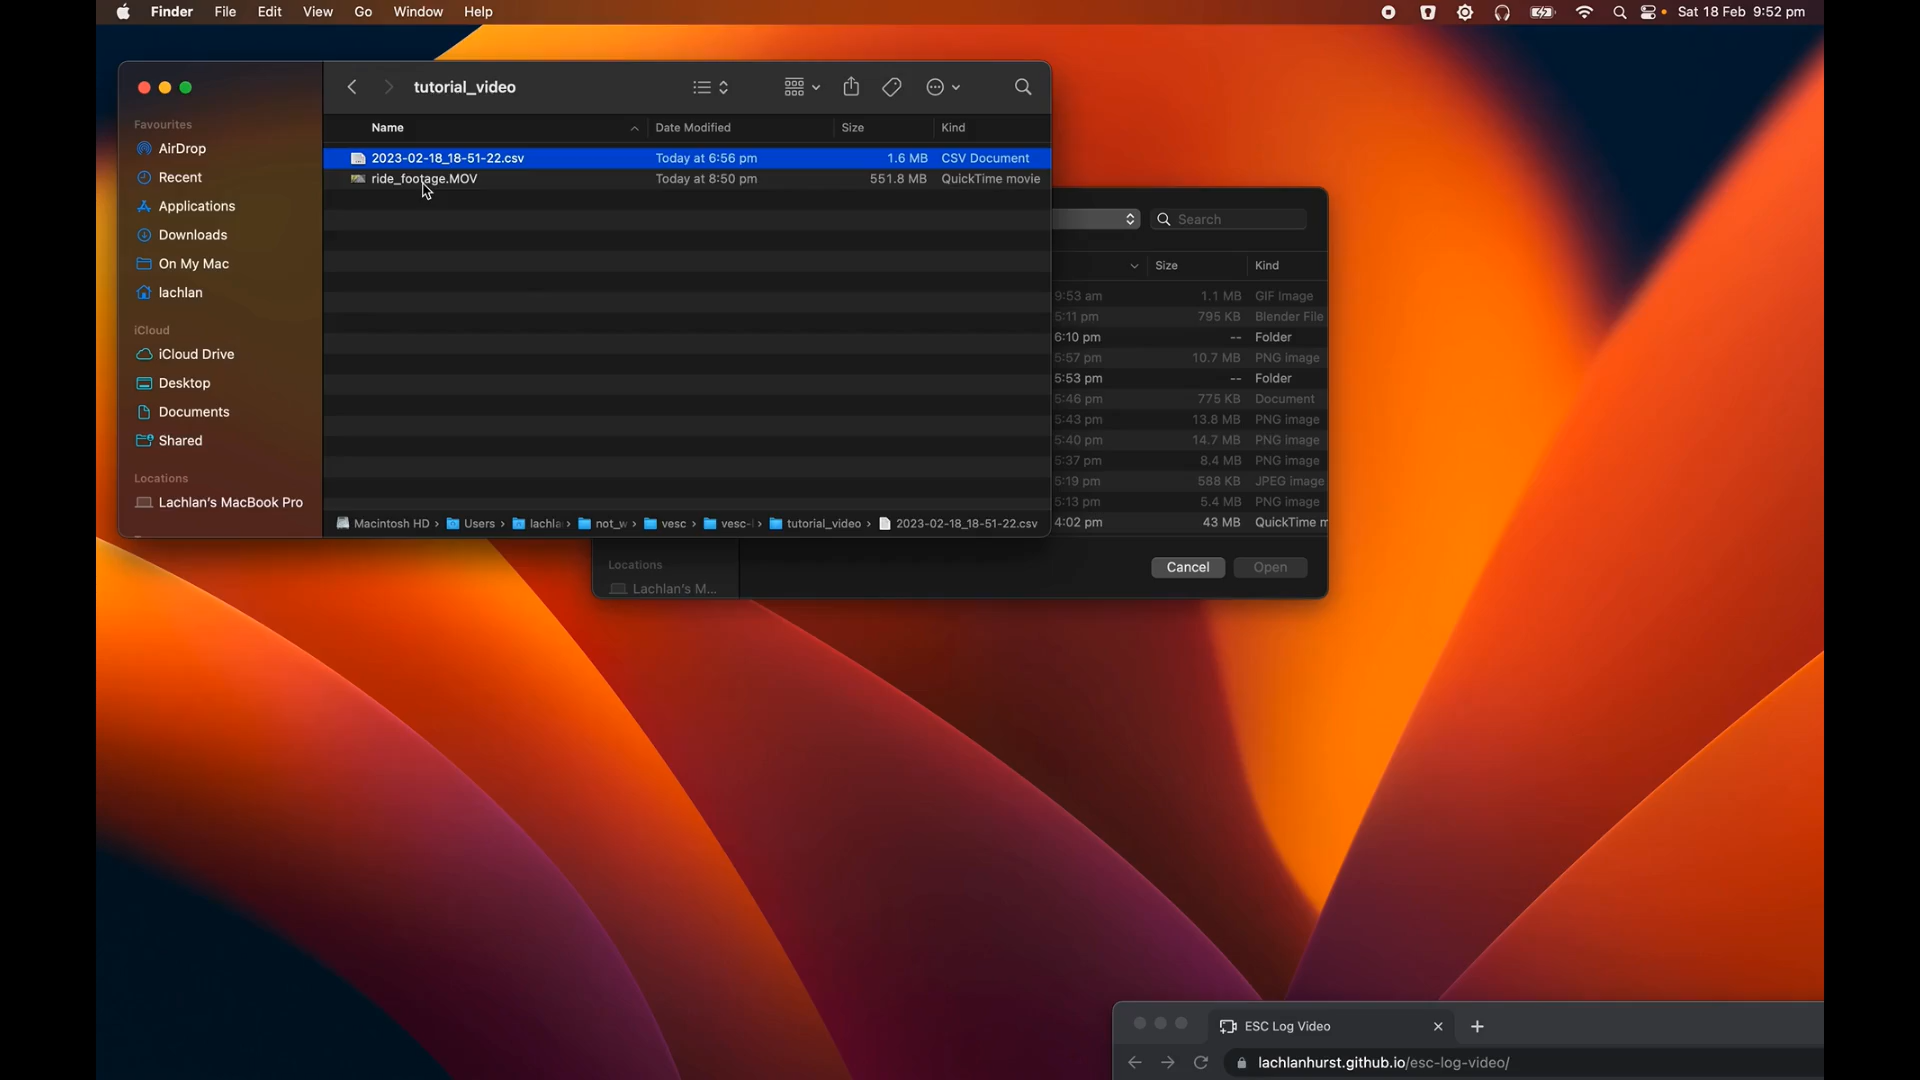 Finder File Edit View Go Window Help Sat 18 Feb 9:52 pm
tutorial_video
Name Date Modified Size Kind
2023-02-18_18-51-22.csv Today at 6:56 pm 1.6 MB CSV Document
ride_footage.MOV Today at 8:50 pm 551.8 MB QuickTime movie
Favourites
AirDrop
Recent
Applications
Downloads
On My Mac
lachlan
iCloud
iCloud Drive
Desktop
Documents
Shared
Locations
Lachlan's MacBook Pro
Macintosh HD › Users › lachla › not_w › vesc › vesc-l › tutorial_video › 2023-02-18_18-51-22.csv
Search
Size Kind
9:53 am 1.1 MB GIF Image
5:11 pm 795 KB Blender File
6:10 pm -- Folder
5:57 pm 10.7 MB PNG image
5:53 pm -- Folder
5:46 pm 775 KB Document
5:43 pm 13.8 MB PNG image
5:40 pm 14.7 MB PNG image
5:37 pm 8.4 MB PNG image
5:19 pm 588 KB JPEG image
5:13 pm 5.4 MB PNG image
4:02 pm 43 MB QuickTime m
Locations
Lachlan's M...
Cancel Open
ESC Log Video
lachlanhurst.github.io/esc-log-video/